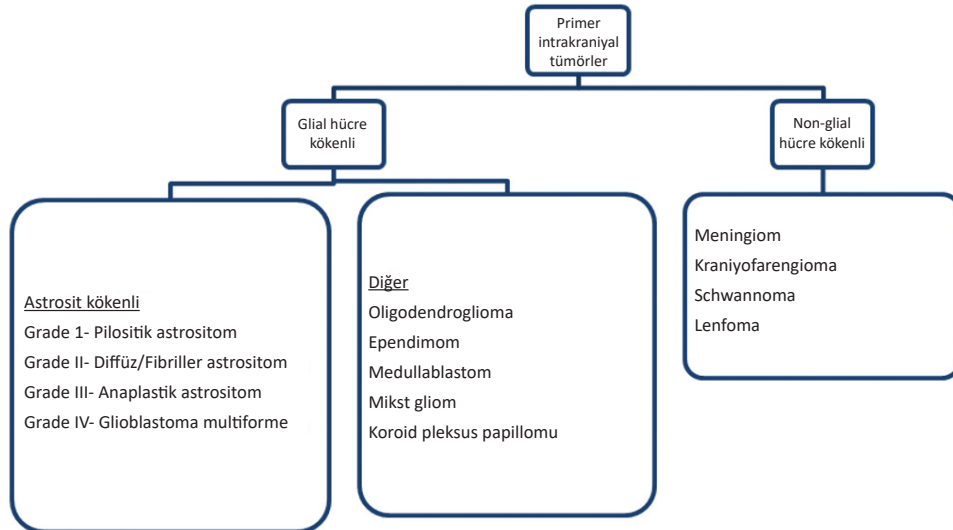 Primer
intrakraniyal
tümörler
Glial hücre
kökenli
Non-glial
hücre kökenli
Astrosit kökenli
Grade 1- Pilositik astrositom
Grade II- Diffüz/Fibriller astrositom
Grade III- Anaplastik astrositom
Grade IV- Glioblastoma multiforme
Diğer
Oligodendroglioma
Ependimom
Medullablastom
Mikst gliom
Koroid pleksus papillomu
Meningiom
Kraniyofarengioma
Schwannoma
Lenfoma